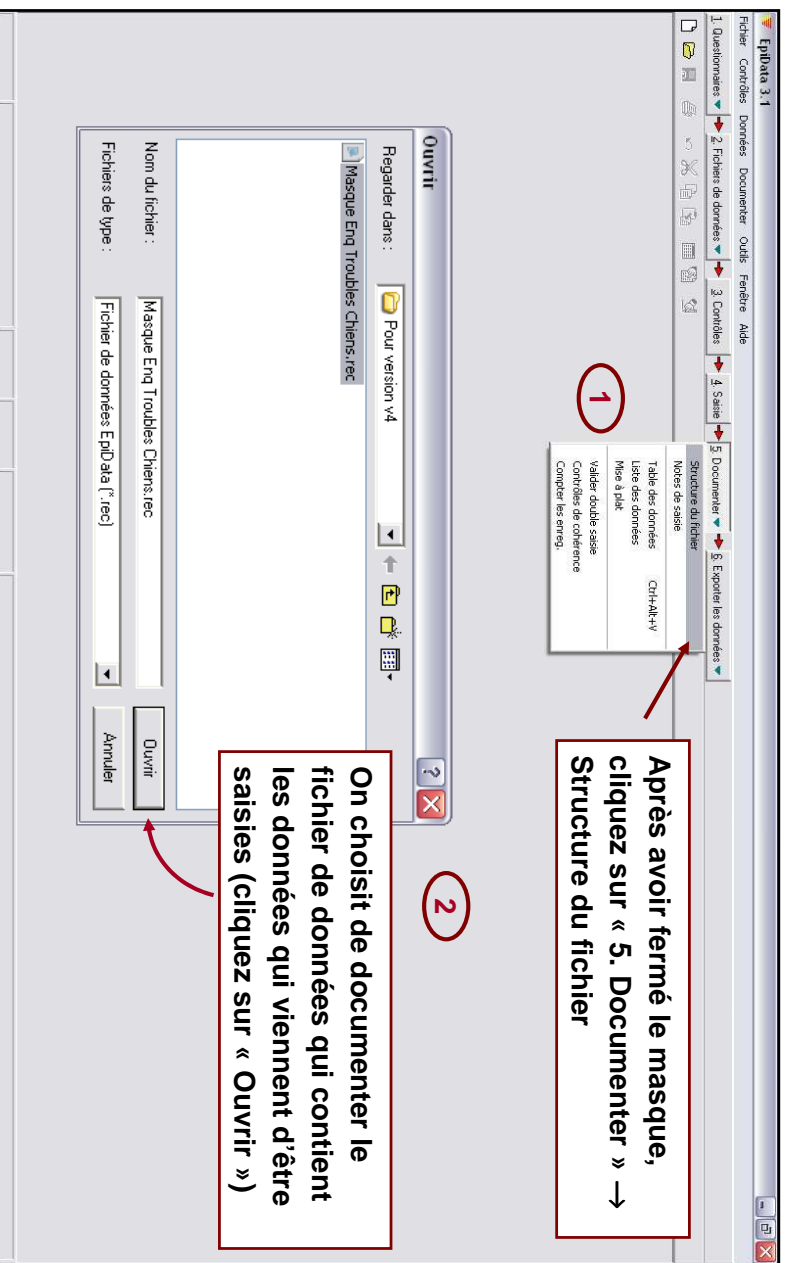 EpiData 3.1
Fichier Contrôles Données Documenter Outils Fenêtre Aide
1. Questionnaires 2. Fichiers de données 3. Contrôles 4. Saisie 5. Documenter 6. Exporter les données
Structure du fichier
Notes de saisie
Table des données Ctrl+Alt+V
Liste des données
Mise à plat
Valider double saisie
Contrôles de cohérence
Compter les enreg.
1
Après avoir fermé le masque,
cliquez sur « 5. Documenter » →
Structure du fichier
2
Ouvrir
Regarder dans :
Pour version v4
Masque Enq Troubles Chiens.rec
Nom du fichier :
Masque Enq Troubles Chiens.rec
Ouvrir
Fichiers de type :
Fichier de données EpiData (*.rec)
Annuler
On choisit de documenter le
fichier de données qui contient
les données qui viennent d’être
saisies (cliquez sur « Ouvrir »)